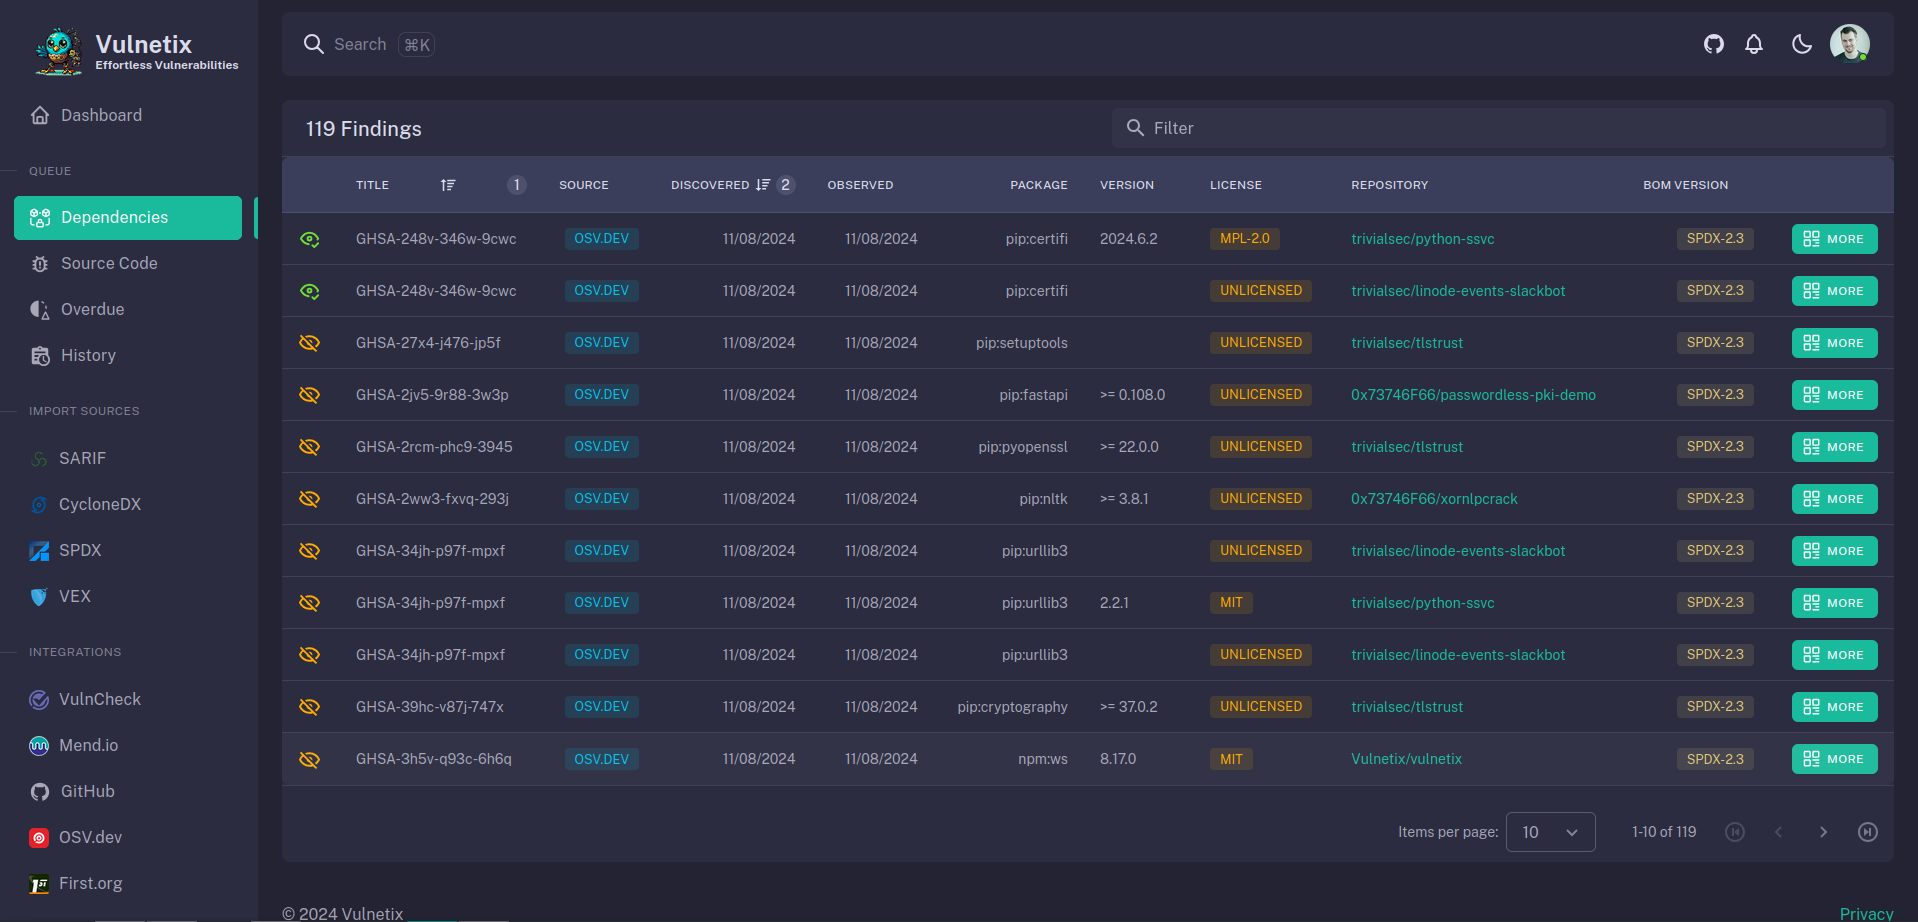 Vulnetix
Effortless Vulnerabilities
Dashboard
QUEUE
Dependencies
Source Code
Overdue
History
IMPORT SOURCES
SARIF
CycloneDX
SPDX
VEX
INTEGRATIONS
VulnCheck
Mend.io
GitHub
OSV.dev
First.org
Search ⌘K
119 Findings
Filter
TITLE 1 SOURCE DISCOVERED 2 OBSERVED PACKAGE VERSION LICENSE REPOSITORY BOM VERSION
GHSA-248v-346w-9cwc OSV.DEV 11/08/2024 11/08/2024 pip:certifi 2024.6.2 MPL-2.0 trivialsec/python-ssvc SPDX-2.3 MORE
GHSA-248v-346w-9cwc OSV.DEV 11/08/2024 11/08/2024 pip:certifi UNLICENSED trivialsec/linode-events-slackbot SPDX-2.3 MORE
GHSA-27x4-j476-jp5f OSV.DEV 11/08/2024 11/08/2024 pip:setuptools UNLICENSED trivialsec/tlstrust SPDX-2.3 MORE
GHSA-2jv5-9r88-3w3p OSV.DEV 11/08/2024 11/08/2024 pip:fastapi >= 0.108.0 UNLICENSED 0x73746F66/passwordless-pki-demo SPDX-2.3 MORE
GHSA-2rcm-phc9-3945 OSV.DEV 11/08/2024 11/08/2024 pip:pyopenssl >= 22.0.0 UNLICENSED trivialsec/tlstrust SPDX-2.3 MORE
GHSA-2ww3-fxvq-293j OSV.DEV 11/08/2024 11/08/2024 pip:nltk >= 3.8.1 UNLICENSED 0x73746F66/xornlpcrack SPDX-2.3 MORE
GHSA-34jh-p97f-mpxf OSV.DEV 11/08/2024 11/08/2024 pip:urllib3 UNLICENSED trivialsec/linode-events-slackbot SPDX-2.3 MORE
GHSA-34jh-p97f-mpxf OSV.DEV 11/08/2024 11/08/2024 pip:urllib3 2.2.1 MIT trivialsec/python-ssvc SPDX-2.3 MORE
GHSA-34jh-p97f-mpxf OSV.DEV 11/08/2024 11/08/2024 pip:urllib3 UNLICENSED trivialsec/linode-events-slackbot SPDX-2.3 MORE
GHSA-39hc-v87j-747x OSV.DEV 11/08/2024 11/08/2024 pip:cryptography >= 37.0.2 UNLICENSED trivialsec/tlstrust SPDX-2.3 MORE
GHSA-3h5v-q93c-6h6q OSV.DEV 11/08/2024 11/08/2024 npm:ws 8.17.0 MIT Vulnetix/vulnetix SPDX-2.3 MORE
Items per page: 10 1-10 of 119
© 2024 Vulnetix Privacy